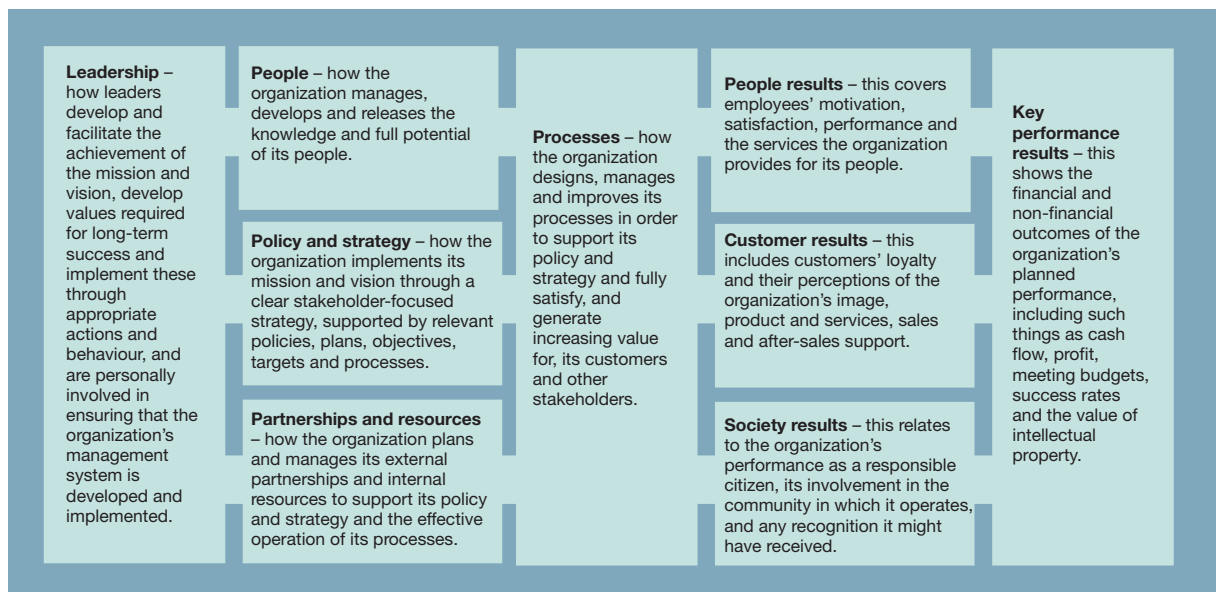 Leadership –
how leaders
develop and
facilitate the
achievement of
the mission and
vision, develop
values required
for long-term
success and
implement these
through
appropriate
actions and
behaviour, and
are personally
involved in
ensuring that the
organization's
management
system is
developed and
implemented.
People – how the
organization manages,
develops and releases the
knowledge and full potential
of its people.
Policy and strategy – how the
organization implements its
mission and vision through a
clear stakeholder-focused
strategy, supported by relevant
policies, plans, objectives,
targets and processes.
Partnerships and resources
– how the organization plans
and manages its external
partnerships and internal
resources to support its policy
and strategy and the effective
operation of its processes.
Processes – how
the organization
designs, manages
and improves its
processes in order
to support its
policy and
strategy and fully
satisfy, and
generate
increasing value
for, its customers
and other
stakeholders.
People results – this covers
employees' motivation,
satisfaction, performance and
the services the organization
provides for its people.
Customer results – this
includes customers' loyalty
and their perceptions of the
organization's image,
product and services, sales
and after-sales support.
Society results – this relates
to the organization's
performance as a responsible
citizen, its involvement in the
community in which it operates,
and any recognition it might
have received.
Key
performance
results – this
shows the
financial and
non-financial
outcomes of the
organization's
planned
performance,
including such
things as cash
flow, profit,
meeting budgets,
success rates
and the value of
intellectual
property.